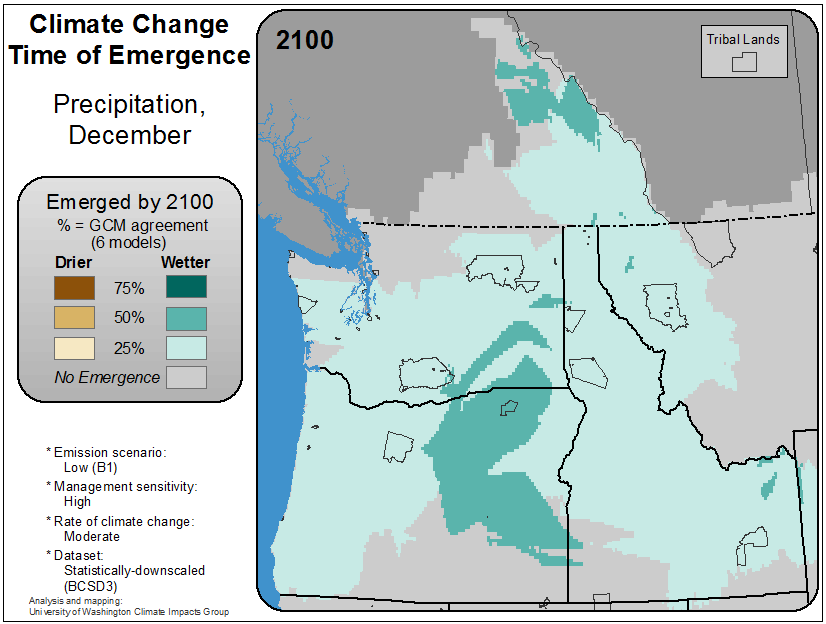 Climate Change
Time of Emergence
Precipitation,
December
Emerged by 2100
% = GCM agreement
(6 models)
Drier Wetter
75%
50%
25%
No Emergence
* Emission scenario:
Low (B1)
* Management sensitivity:
High
* Rate of climate change:
Moderate
* Dataset:
Statistically-downscaled
(BCSD3)
Analysis and mapping:
University of Washington Climate Impacts Group
2100
Tribal Lands